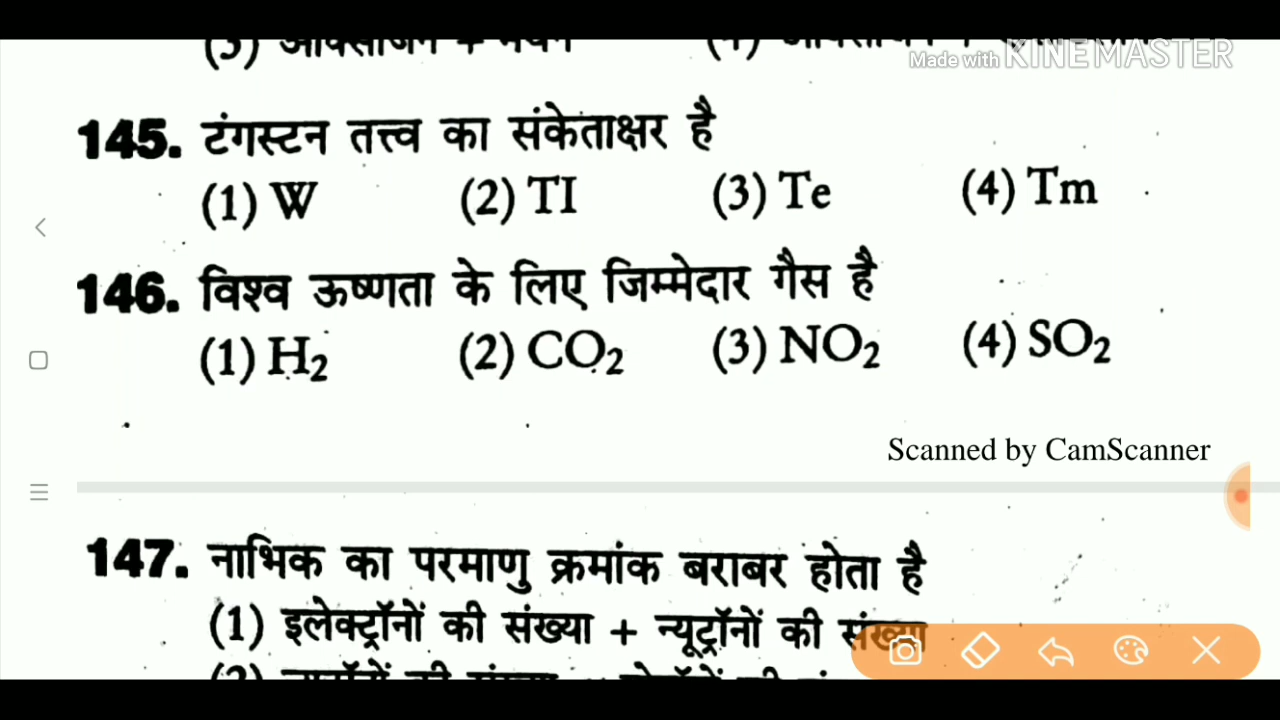 Made with KINEMASTER
145. टंगस्टन तत्त्व का संकेताक्षर है
(1) W (2) TI (3) Te (4) Tm
146. विश्व ऊष्णता के लिए जिम्मेदार गैस है
(1) H₂ (2) CO₂ (3) NO₂ (4) SO₂
Scanned by CamScanner
147. नाभिक का परमाणु क्रमांक बराबर होता है
(1) इलेक्ट्रॉनों की संख्या + न्यूट्रॉनों की संख्या